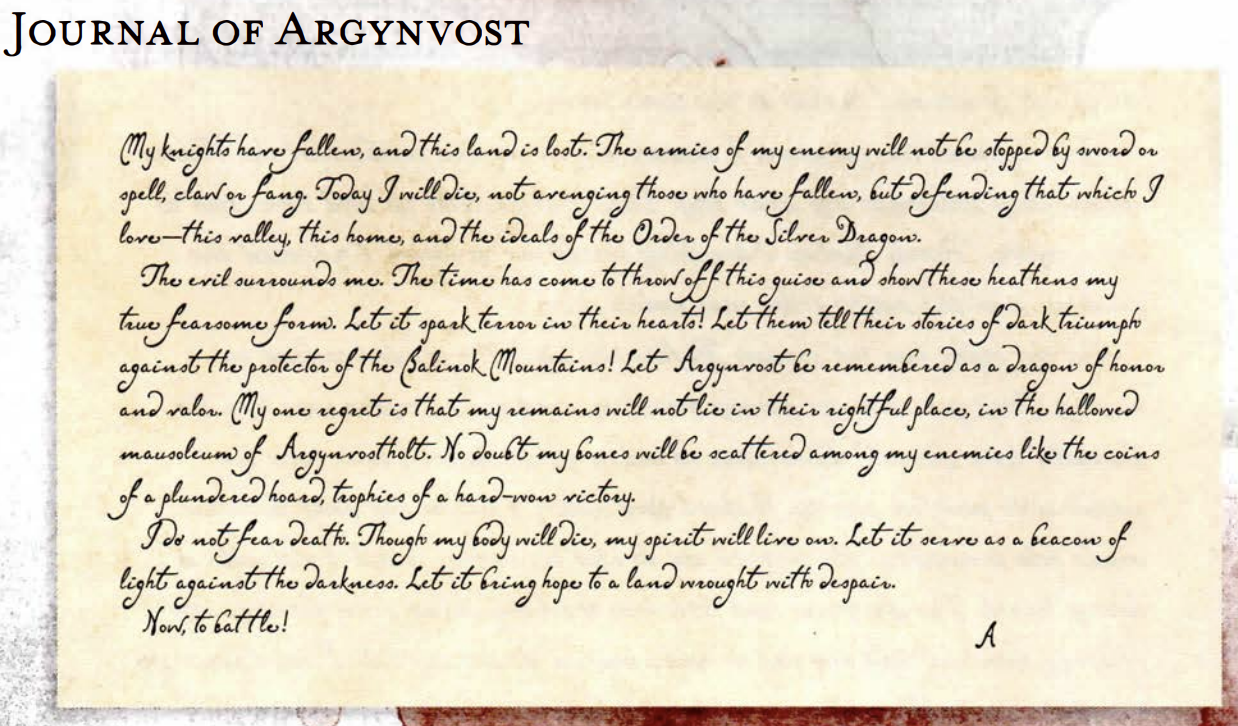 Journal of Argynvost
My knights have fallen, and this land is lost. The armies of my enemy will not be stopped by sword or
spell, claw or fang. Today I will die, not avenging those who have fallen, but defending that which I
love—this valley, this home, and the ideals of the Order of the Silver Dragon.
The evil surrounds me. The time has come to throw off this guise and show these heathens my
true fearsome form. Let it spark terror in their hearts! Let them tell their stories of dark triumph
against the protector of the Balinok Mountains! Let Argynvost be remembered as a dragon of honor
and valor. My one regret is that my remains will not lie in their rightful place, in the hallowed
mausoleum of Argynvostholt. No doubt my bones will be scattered among my enemies like the coins
of a plundered hoard, trophies of a hard-won victory.
I do not fear death. Though my body will die, my spirit will live on. Let it serve as a beacon of
light against the darkness. Let it bring hope to a land wrought with despair.
Now, to battle!
A